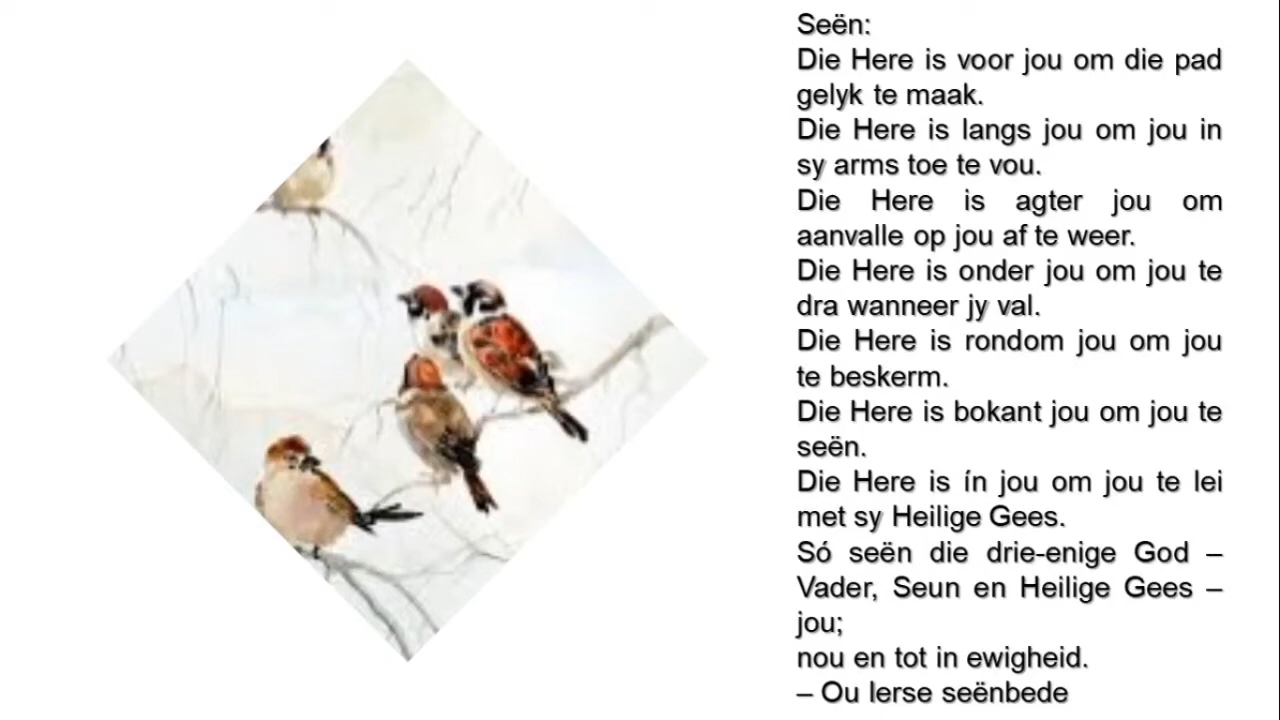 Seën:
Die Here is voor jou om die pad
gelyk te maak.
Die Here is langs jou om jou in
sy arms toe te vou.
Die Here is agter jou om
aanvalle op jou af te weer.
Die Here is onder jou om jou te
dra wanneer jy val.
Die Here is rondom jou om jou
te beskerm.
Die Here is bokant jou om jou te
seën.
Die Here is ín jou om jou te lei
met sy Heilige Gees.
Só seën die drie-enige God –
Vader, Seun en Heilige Gees –
jou;
nou en tot in ewigheid.
– Ou Ierse seënbede